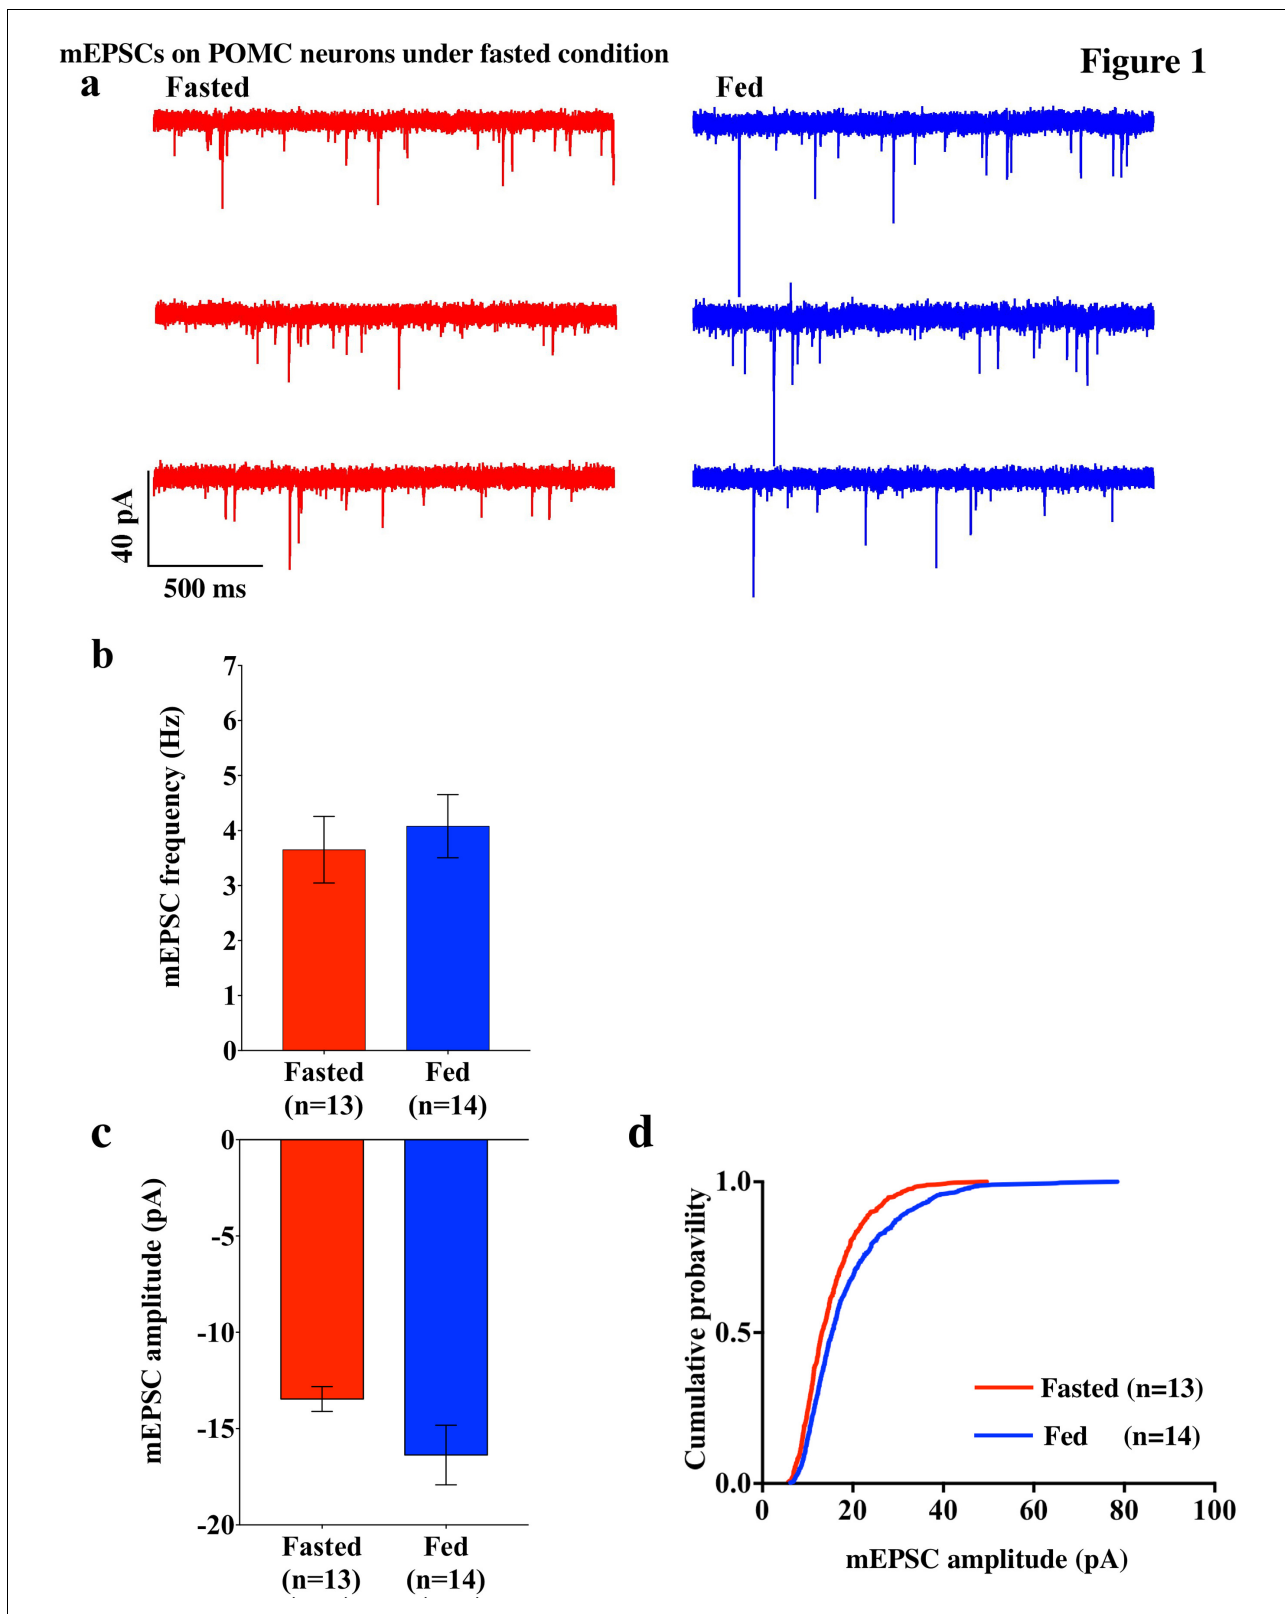 mEPSCs on POMC neurons under fasted condition
Figure 1
a
Fasted
Fed
40 pA
500 ms
b
mEPSC frequency (Hz)
7
6
5
4
3
2
1
0
Fasted
(n=13)
Fed
(n=14)
c
mEPSC amplitude (pA)
0
-5
-10
-15
-20
Fasted
(n=13)
Fed
(n=14)
d
Cumulative probavility
1.0
0.5
0.0
0 20 40 60 80 100
Fasted (n=13)
Fed (n=14)
mEPSC amplitude (pA)